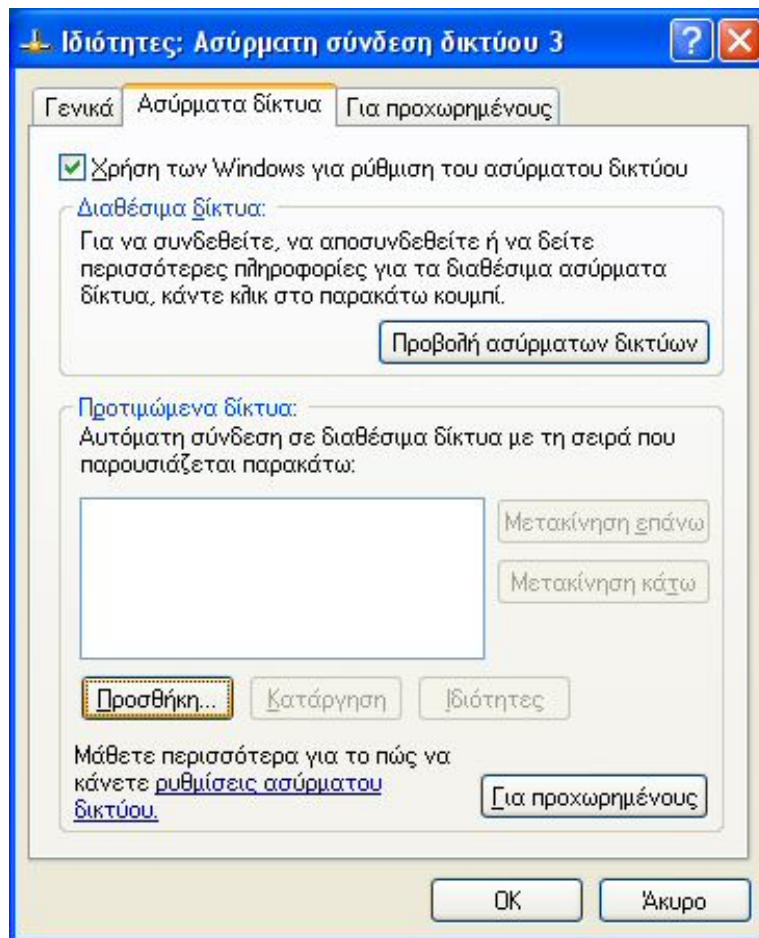 Ιδιότητες: Ασύρματη σύνδεση δικτύου 3
Γενικά
Ασύρματα δίκτυα
Για προχωρημένους
Χρήση των Windows για ρύθμιση του ασύρματου δικτύου
Διαθέσιμα δίκτυα:
Για να συνδεθείτε, να αποσυνδεθείτε ή να δείτε
περισσότερες πληροφορίες για τα διαθέσιμα ασύρματα
δίκτυα, κάντε κλικ στο παρακάτω κουμπί.
Προβολή ασύρματων δικτύων
Προτιμώμενα δίκτυα:
Αυτόματη σύνδεση σε διαθέσιμα δίκτυα με τη σειρά που
παρουσιάζεται παρακάτω:
Μετακίνηση επάνω
Μετακίνηση κάτω
Προσθήκη...
Κατάργηση
Ιδιότητες
Μάθετε περισσότερα για το πώς να
κάνετε ρυθμίσεις ασύρματου
δικτύου.
Για προχωρημένους
OK
Άκυρο